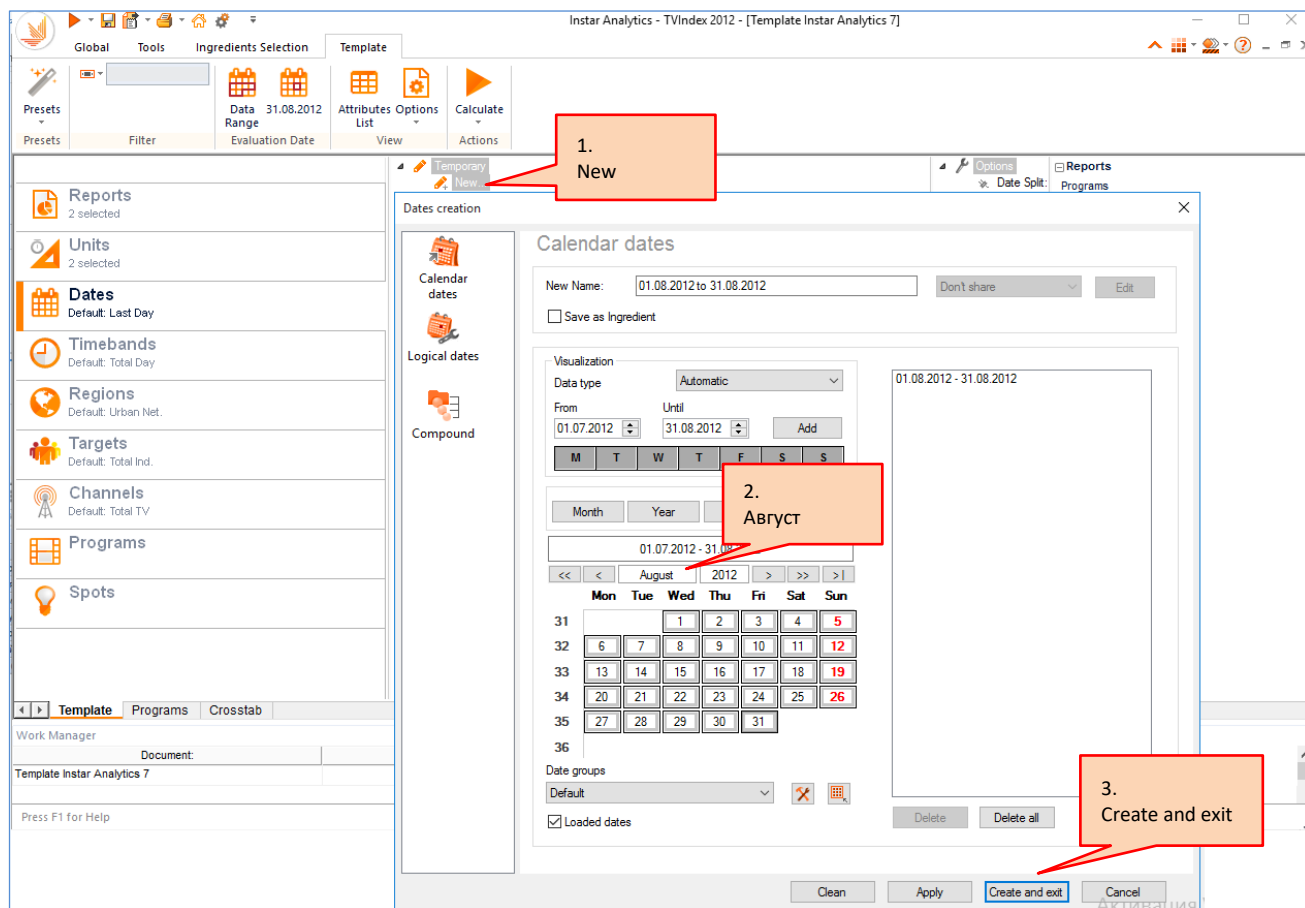 Instar Analytics - TVIndex 2012 - [Template Instar Analytics 7]
Global Tools Ingredients Selection Template
Presets
Data Range
31.08.2012
Attributes List
Options
Calculate
Presets Filter Evaluation Date View Actions
1.
New
Temporary
New...
Options
Date Split:
Reports
Programs
Reports
2 selected
Units
2 selected
Dates
Default: Last Day
Timebands
Default: Total Day
Regions
Default: Urban Net.
Targets
Default: Total Ind.
Channels
Default: Total TV
Programs
Spots
Template Programs Crosstab
Work Manager
Document:
Template Instar Analytics 7
Press F1 for Help
Dates creation
Calendar dates
Logical dates
Compound
Calendar dates
New Name: 01.08.2012 to 31.08.2012 Don't share Edit
Save as Ingredient
Visualization
Data type Automatic
From Until
01.07.2012 31.08.2012 Add
M T W T F S S
2.
Август
Month Year
01.07.2012 - 31.08
<< < August 2012 > >> >|
Mon Tue Wed Thu Fri Sat Sun
31 1 2 3 4 5
32 6 7 8 9 10 11 12
33 13 14 15 16 17 18 19
34 20 21 22 23 24 25 26
35 27 28 29 30 31
36
Date groups
Default
Loaded dates
01.08.2012 - 31.08.2012
Delete Delete all
3.
Create and exit
Clean Apply Create and exit Cancel